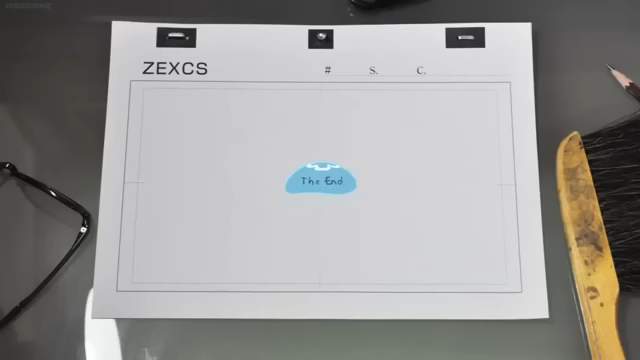 ZEXCS # S. C.
The End